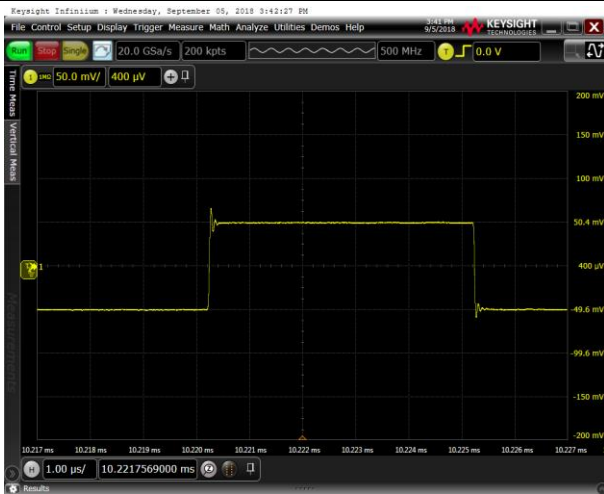 Keysight Infiniium : Wednesday, September 05, 2018 3:42:27 PM
File Control Setup Display Trigger Measure Math Analyze Utilities Demos Help
3:41 PM
9/5/2018
KEYSIGHT
TECHNOLOGIES
Run Stop Single 20.0 GSa/s 200 kpts 500 MHz T 0.0 V
1 1MΩ 50.0 mV/ 400 µV
Time Meas
Vertical Meas
Measurements
200 mV
150 mV
100 mV
50.4 mV
1 400 µV
-49.6 mV
-99.6 mV
-150 mV
-200 mV
10.217 ms 10.218 ms 10.219 ms 10.220 ms 10.221 ms 10.222 ms 10.223 ms 10.224 ms 10.225 ms 10.226 ms 10.227 ms
H 1.00 µs/ 10.2217569000 ms
Results